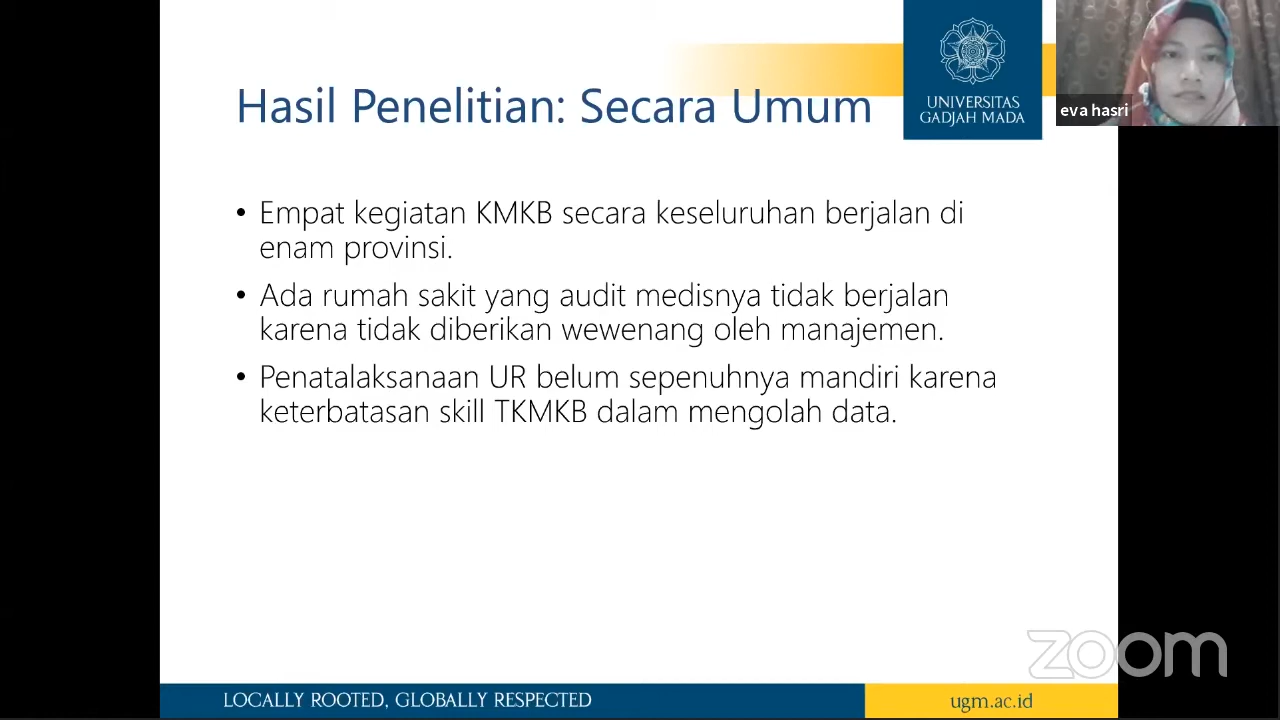 Hasil Penelitian: Secara Umum
UNIVERSITAS
GADJAH MADA
eva hasri
• Empat kegiatan KMKB secara keseluruhan berjalan di
enam provinsi.
• Ada rumah sakit yang audit medisnya tidak berjalan
karena tidak diberikan wewenang oleh manajemen.
• Penatalaksanaan UR belum sepenuhnya mandiri karena
keterbatasan skill TKMKB dalam mengolah data.
zoom
LOCALLY ROOTED, GLOBALLY RESPECTED
ugm.ac.id